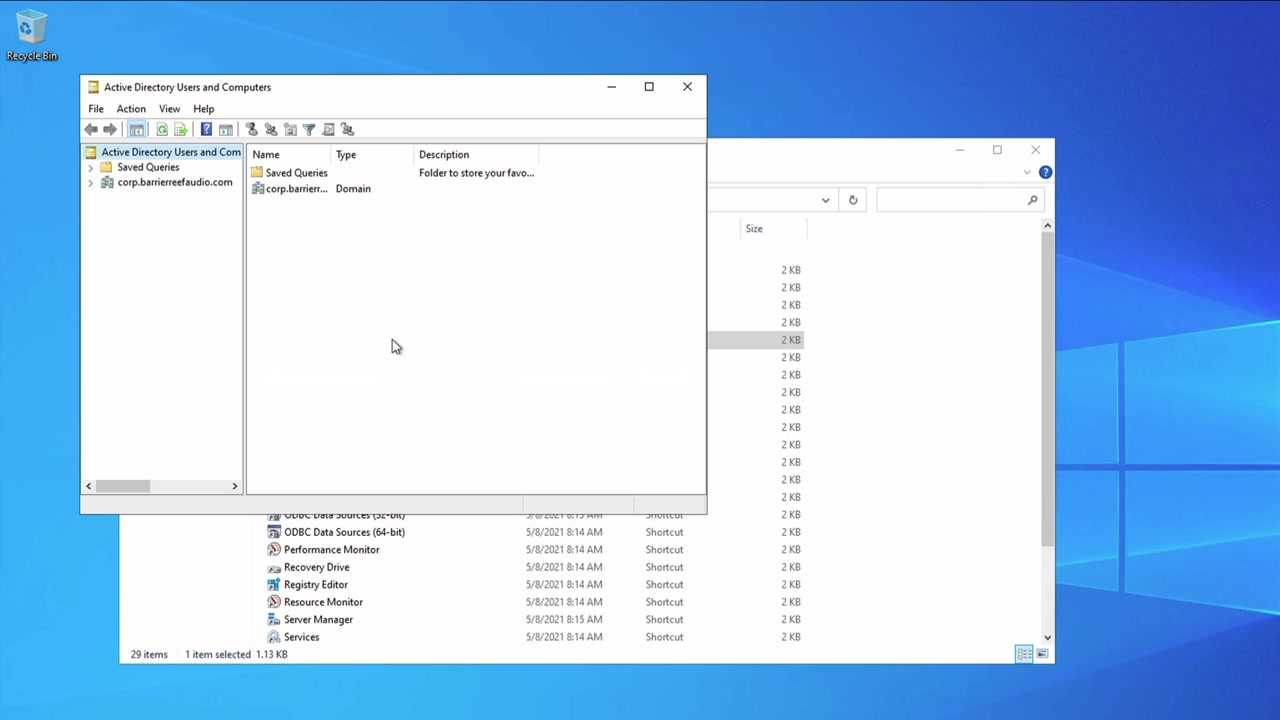 Recycle Bin
Active Directory Users and Computers
File Action View Help
Active Directory Users and Com
Saved Queries
corp.barrierreefaudio.com
Name Type Description
Saved Queries Folder to store your favo...
corp.barrierr... Domain
Size
2 KB
2 KB
2 KB
2 KB
2 KB
2 KB
2 KB
2 KB
2 KB
2 KB
2 KB
2 KB
2 KB
2 KB
ODBC Data Sources (32-bit) 5/8/2021 8:13 AM Shortcut 2 KB
ODBC Data Sources (64-bit) 5/8/2021 8:14 AM Shortcut 2 KB
Performance Monitor 5/8/2021 8:14 AM Shortcut 2 KB
Recovery Drive 5/8/2021 8:14 AM Shortcut 2 KB
Registry Editor 5/8/2021 8:14 AM Shortcut 2 KB
Resource Monitor 5/8/2021 8:14 AM Shortcut 2 KB
Server Manager 5/8/2021 8:15 AM Shortcut 2 KB
Services 5/8/2021 8:14 AM Shortcut 2 KB
29 items 1 item selected 1.13 KB